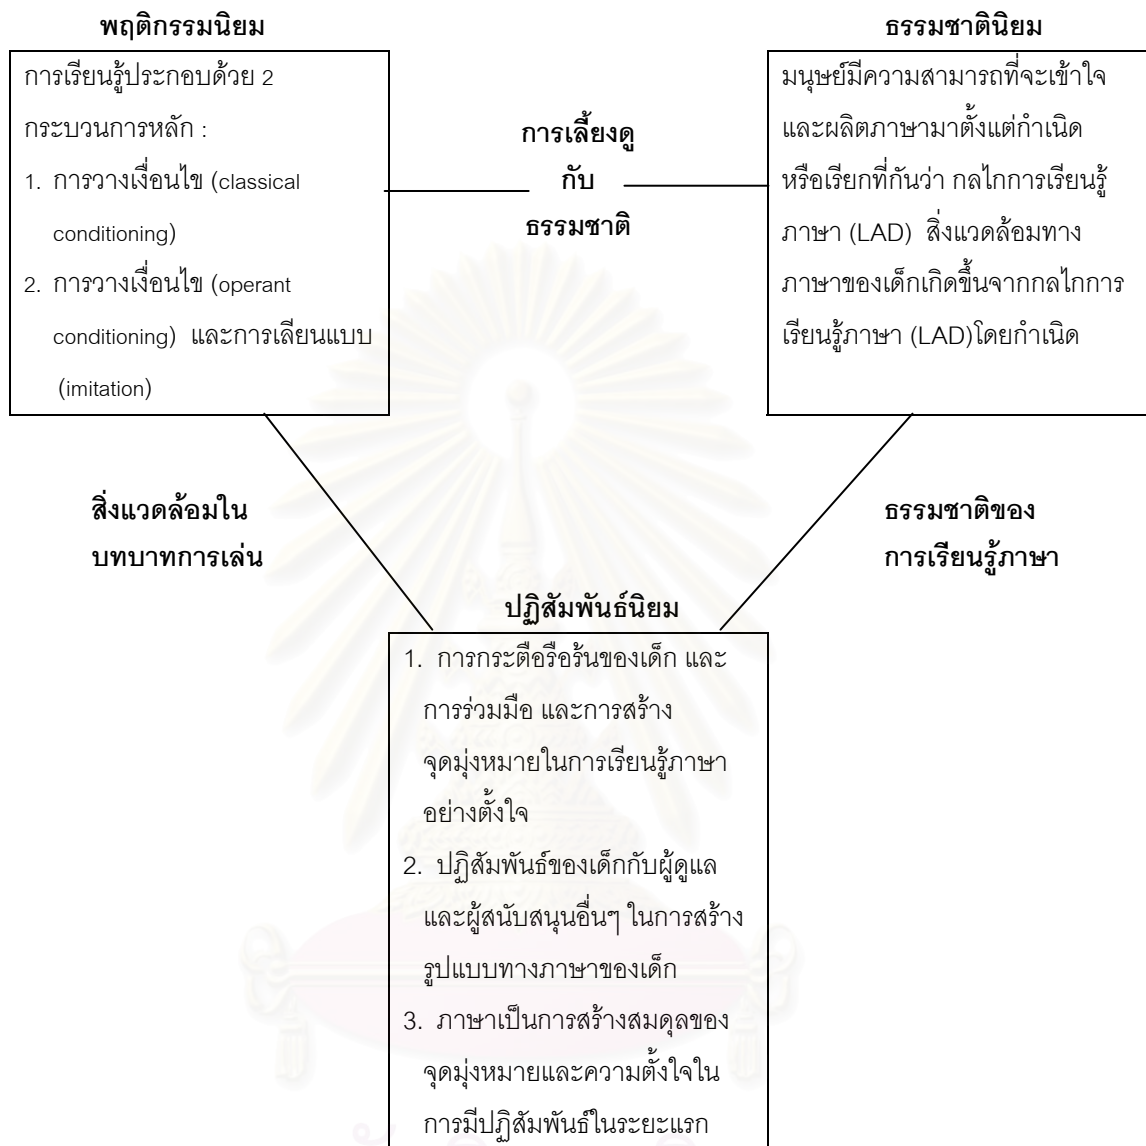 พฤติกรรมนิยม
การเรียนรู้ประกอบด้วย 2
กระบวนการหลัก :
1. การวางเงื่อนไข (classical
conditioning)
2. การวางเงื่อนไข (operant
conditioning) และการเลียนแบบ
(imitation)
การเลี้ยงดู
กับ
ธรรมชาติ
ธรรมชาตินิยม
มนุษย์มีความสามารถที่จะเข้าใจ
และผลิตภาษามาตั้งแต่กำเนิด
หรือเรียกที่กันว่า กลไกการเรียนรู้
ภาษา (LAD) สิ่งแวดล้อมทาง
ภาษาของเด็กเกิดขึ้นจากกลไกการ
เรียนรู้ภาษา (LAD)โดยกำเนิด
สิ่งแวดล้อมใน
บทบาทการเล่น
ธรรมชาติของ
การเรียนรู้ภาษา
ปฏิสัมพันธ์นิยม
1. การกระตือรือร้นของเด็ก และ
การร่วมมือ และการสร้าง
จุดมุ่งหมายในการเรียนรู้ภาษา
อย่างตั้งใจ
2. ปฏิสัมพันธ์ของเด็กกับผู้ดูแล
และผู้สนับสนุนอื่นๆ ในการสร้าง
รูปแบบทางภาษาของเด็ก
3. ภาษาเป็นการสร้างสมดุลของ
จุดมุ่งหมายและความตั้งใจใน
การมีปฏิสัมพันธ์ในระยะแรก